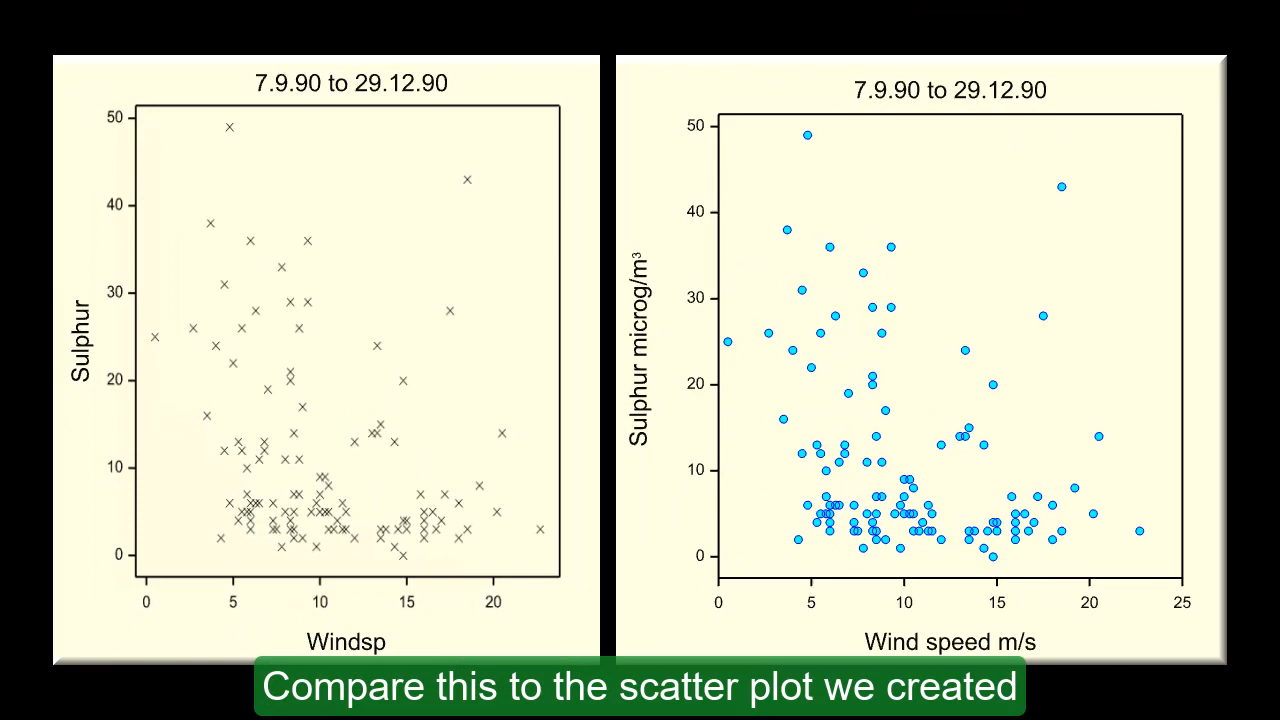 7.9.90 to 29.12.90
50
40
30
20
10
0
Sulphur
0 5 10 15 20
Windsp
7.9.90 to 29.12.90
50
40
30
20
10
0
Sulphur microg/m³
0 5 10 15 20 25
Wind speed m/s
Compare this to the scatter plot we created